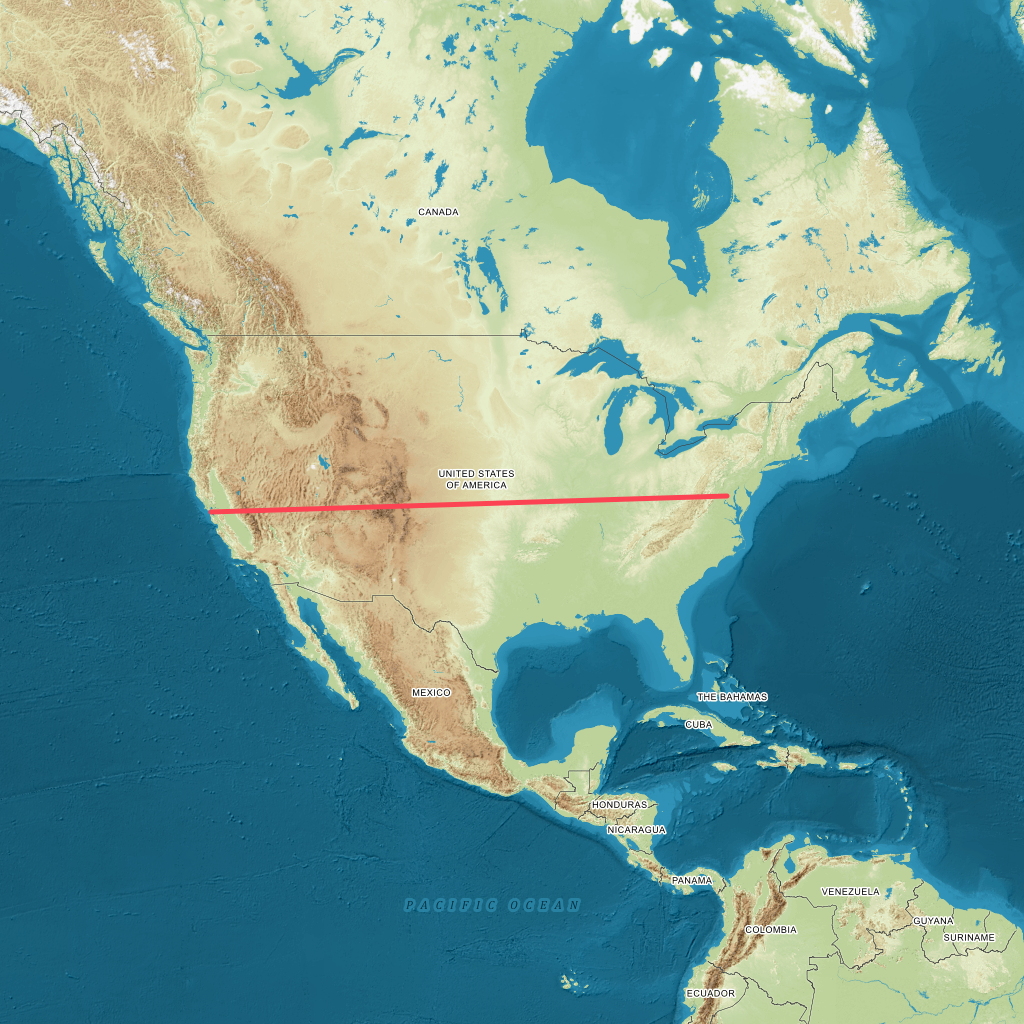 CANADA
UNITED STATES
OF AMERICA
MEXICO
THE BAHAMAS
CUBA
HONDURAS
NICARAGUA
PANAMA
VENEZUELA
PACIFIC OCEAN
GUYANA
COLOMBIA
SURINAME
ECUADOR